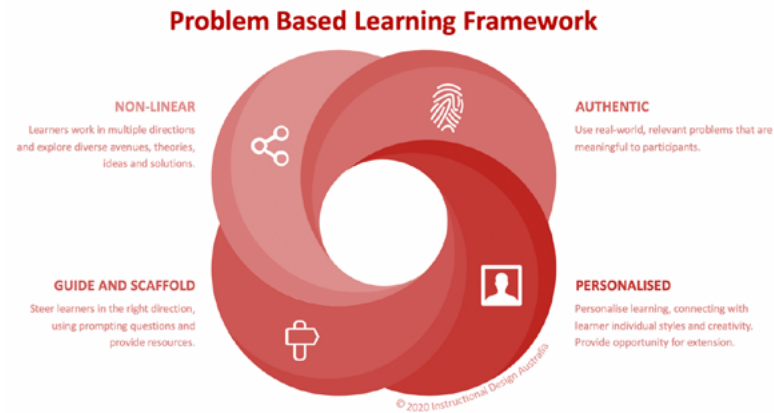 Problem Based Learning Framework
NON-LINEAR
Learners work in multiple directions
and explore diverse avenues, theories,
ideas and solutions.
AUTHENTIC
Use real-world, relevant problems that are
meaningful to participants.
GUIDE AND SCAFFOLD
Steer learners in the right direction,
using prompting questions and
provide resources.
PERSONALISED
Personalise learning, connecting with
learner individual styles and creativity.
Provide opportunity for extension.
© 2020 Instructional Design Australia